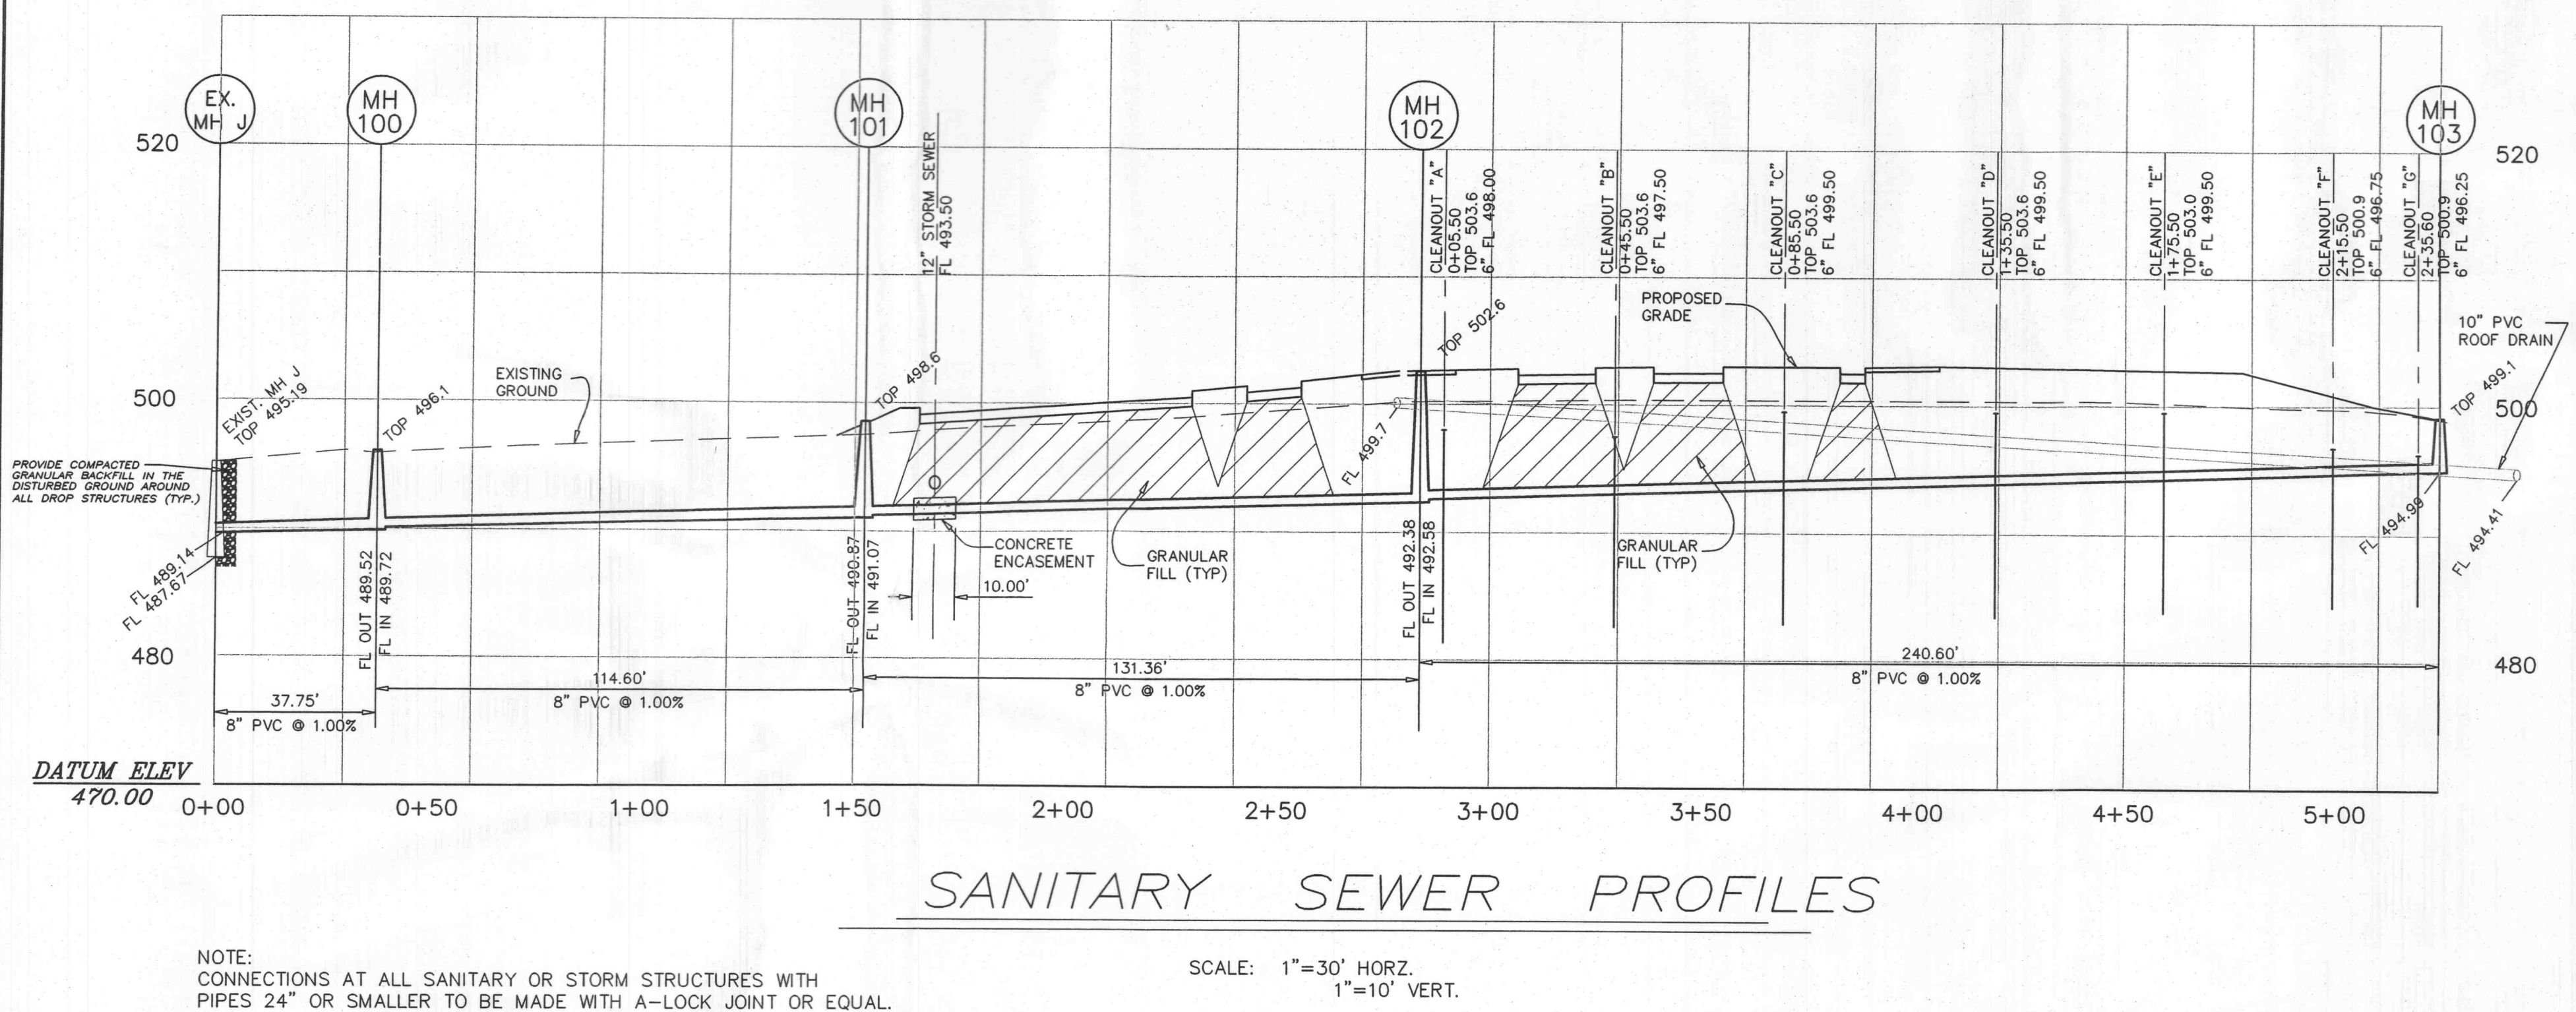 EX.
MH J
MH
100
MH
101
MH
102
MH
103
520
520
12" STORM SEWER
FL 493.50
CLEANOUT "A"
0+05.50
TOP 503.6
6" FL 498.00
CLEANOUT "B"
0+45.50
TOP 503.6
6" FL 497.50
CLEANOUT "C"
0+85.50
TOP 503.6
6" FL 499.50
CLEANOUT "D"
1+35.50
TOP 503.6
6" FL 499.50
CLEANOUT "E"
1+75.50
TOP 503.0
6" FL 499.50
CLEANOUT "F"
2+15.50
TOP 500.9
6" FL 496.75
CLEANOUT "G"
2+35.60
TOP 500.9
6" FL 496.25
PROPOSED
GRADE
10" PVC
ROOF DRAIN
500
500
EXIST. MH J
TOP 495.19
TOP 496.1
EXISTING
GROUND
TOP 498.6
TOP 502.6
TOP 499.1
PROVIDE COMPACTED
GRANULAR BACKFILL IN THE
DISTURBED GROUND AROUND
ALL DROP STRUCTURES (TYP.)
FL 499.7
FL 489.14
FL 487.67
FL OUT 489.52
FL IN 489.72
FL OUT 490.87
FL IN 491.07
CONCRETE
ENCASEMENT
10.00'
GRANULAR
FILL (TYP)
FL OUT 492.38
FL IN 492.58
GRANULAR
FILL (TYP)
FL 494.99
FL 494.41
480
480
37.75'
8" PVC @ 1.00%
114.60'
8" PVC @ 1.00%
131.36'
8" PVC @ 1.00%
240.60'
8" PVC @ 1.00%
DATUM ELEV
470.00
0+00
0+50
1+00
1+50
2+00
2+50
3+00
3+50
4+00
4+50
5+00
SANITARY SEWER PROFILES
NOTE:
CONNECTIONS AT ALL SANITARY OR STORM STRUCTURES WITH
PIPES 24" OR SMALLER TO BE MADE WITH A-LOCK JOINT OR EQUAL.
SCALE: 1"=30' HORZ.
1"=10' VERT.